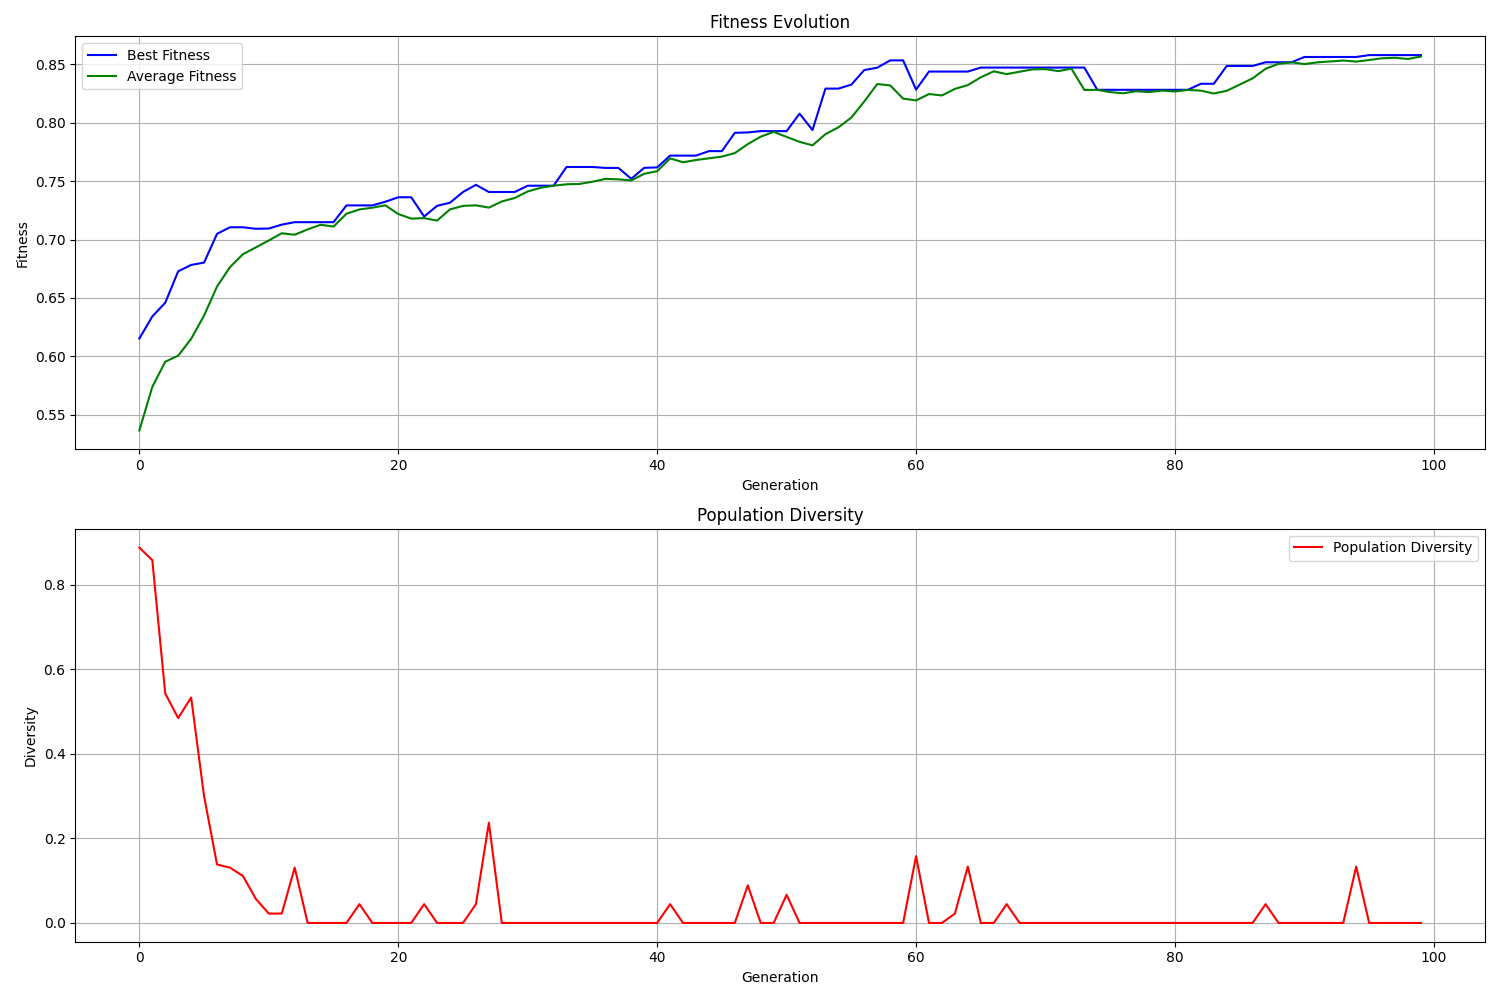 Fitness Evolution
Best Fitness
Average Fitness
Fitness
0.85
0.80
0.75
0.70
0.65
0.60
0.55
0 20 40 60 80 100
Generation
Population Diversity
Population Diversity
Diversity
0.8
0.6
0.4
0.2
0.0
0 20 40 60 80 100
Generation